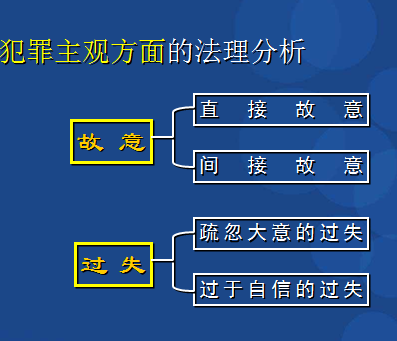 犯罪主观方面的法理分析
直接故意
故意
间接故意
疏忽大意的过失
过失
过于自信的过失